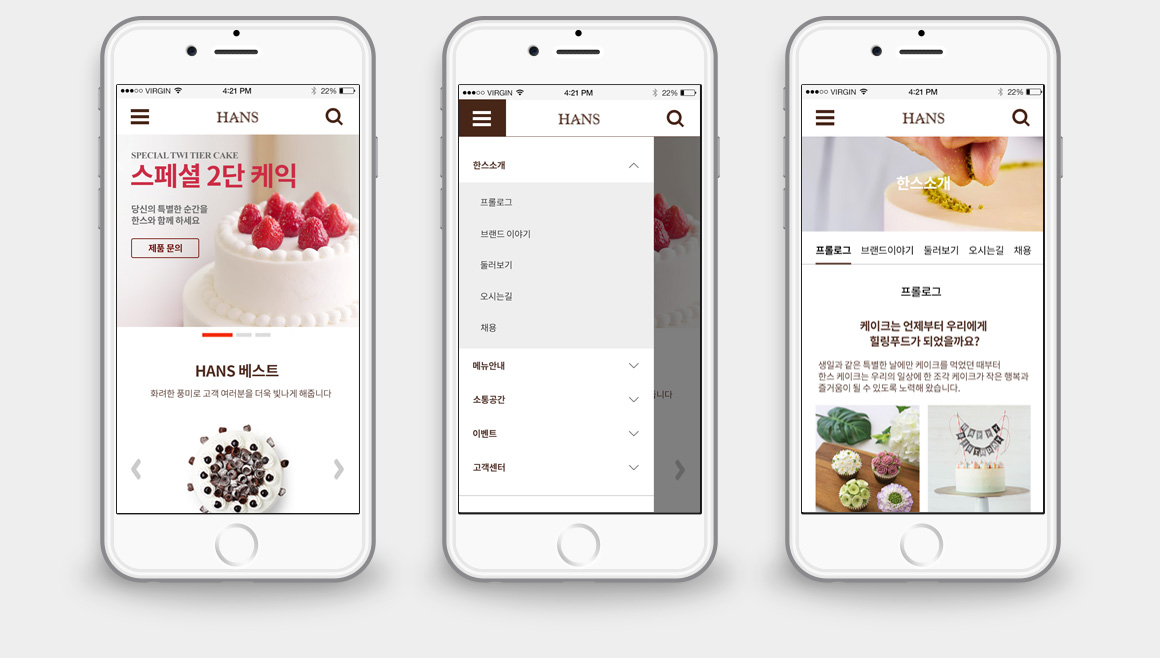 ●●●○○ VIRGIN 4:21 PM 22%
HANS
SPECIAL TWI TIER CAKE
스페셜 2단 케익
당신의 특별한 순간을
한스와 함께 하세요
제품 문의
HANS 베스트
화려한 풍미로 고객 여러분을 더욱 빛나게 해줍니다
●●●○○ VIRGIN 4:21 PM 22%
HANS
한스소개
프롤로그
브랜드 이야기
둘러보기
오시는길
채용
메뉴안내
소통공간
이벤트
고객센터
니다
●●●○○ VIRGIN 4:21 PM 22%
HANS
한스소개
프롤로그 브랜드이야기 둘러보기 오시는길 채용
프롤로그
케이크는 언제부터 우리에게
힐링푸드가 되었을까요?
생일과 같은 특별한 날에만 케이크를 먹었던 때부터
한스 케이크는 우리의 일상에 한 조각 케이크가 작은 행복과
즐거움이 될 수 있도록 노력해 왔습니다.